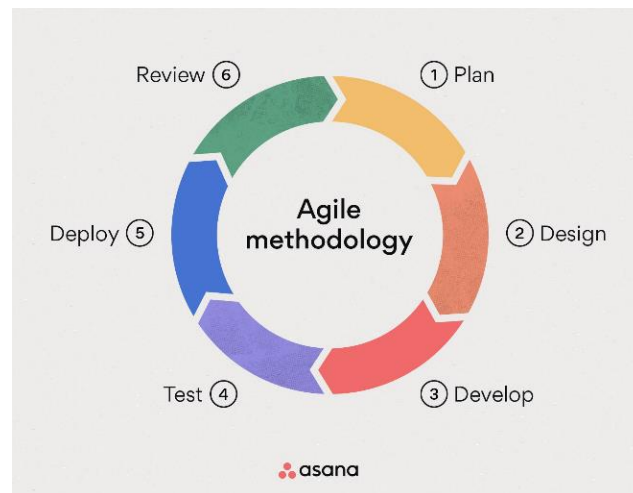 Review 6
1 Plan
Agile
methodology
Deploy 5
2 Design
Test 4
3 Develop
asana